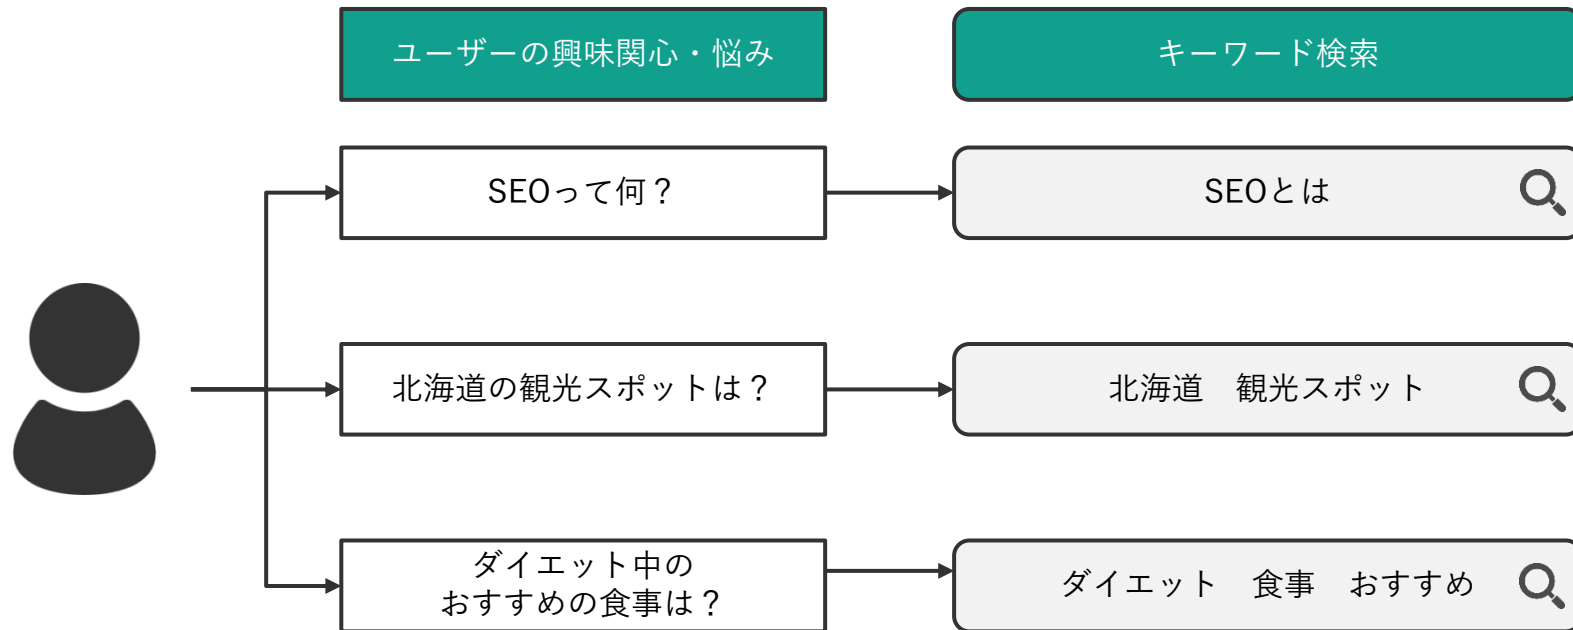 ユーザーの興味関心・悩み
キーワード検索
SEOって何？
SEOとは
北海道の観光スポットは？
北海道　観光スポット
ダイエット中の
おすすめの食事は？
ダイエット　食事　おすすめ